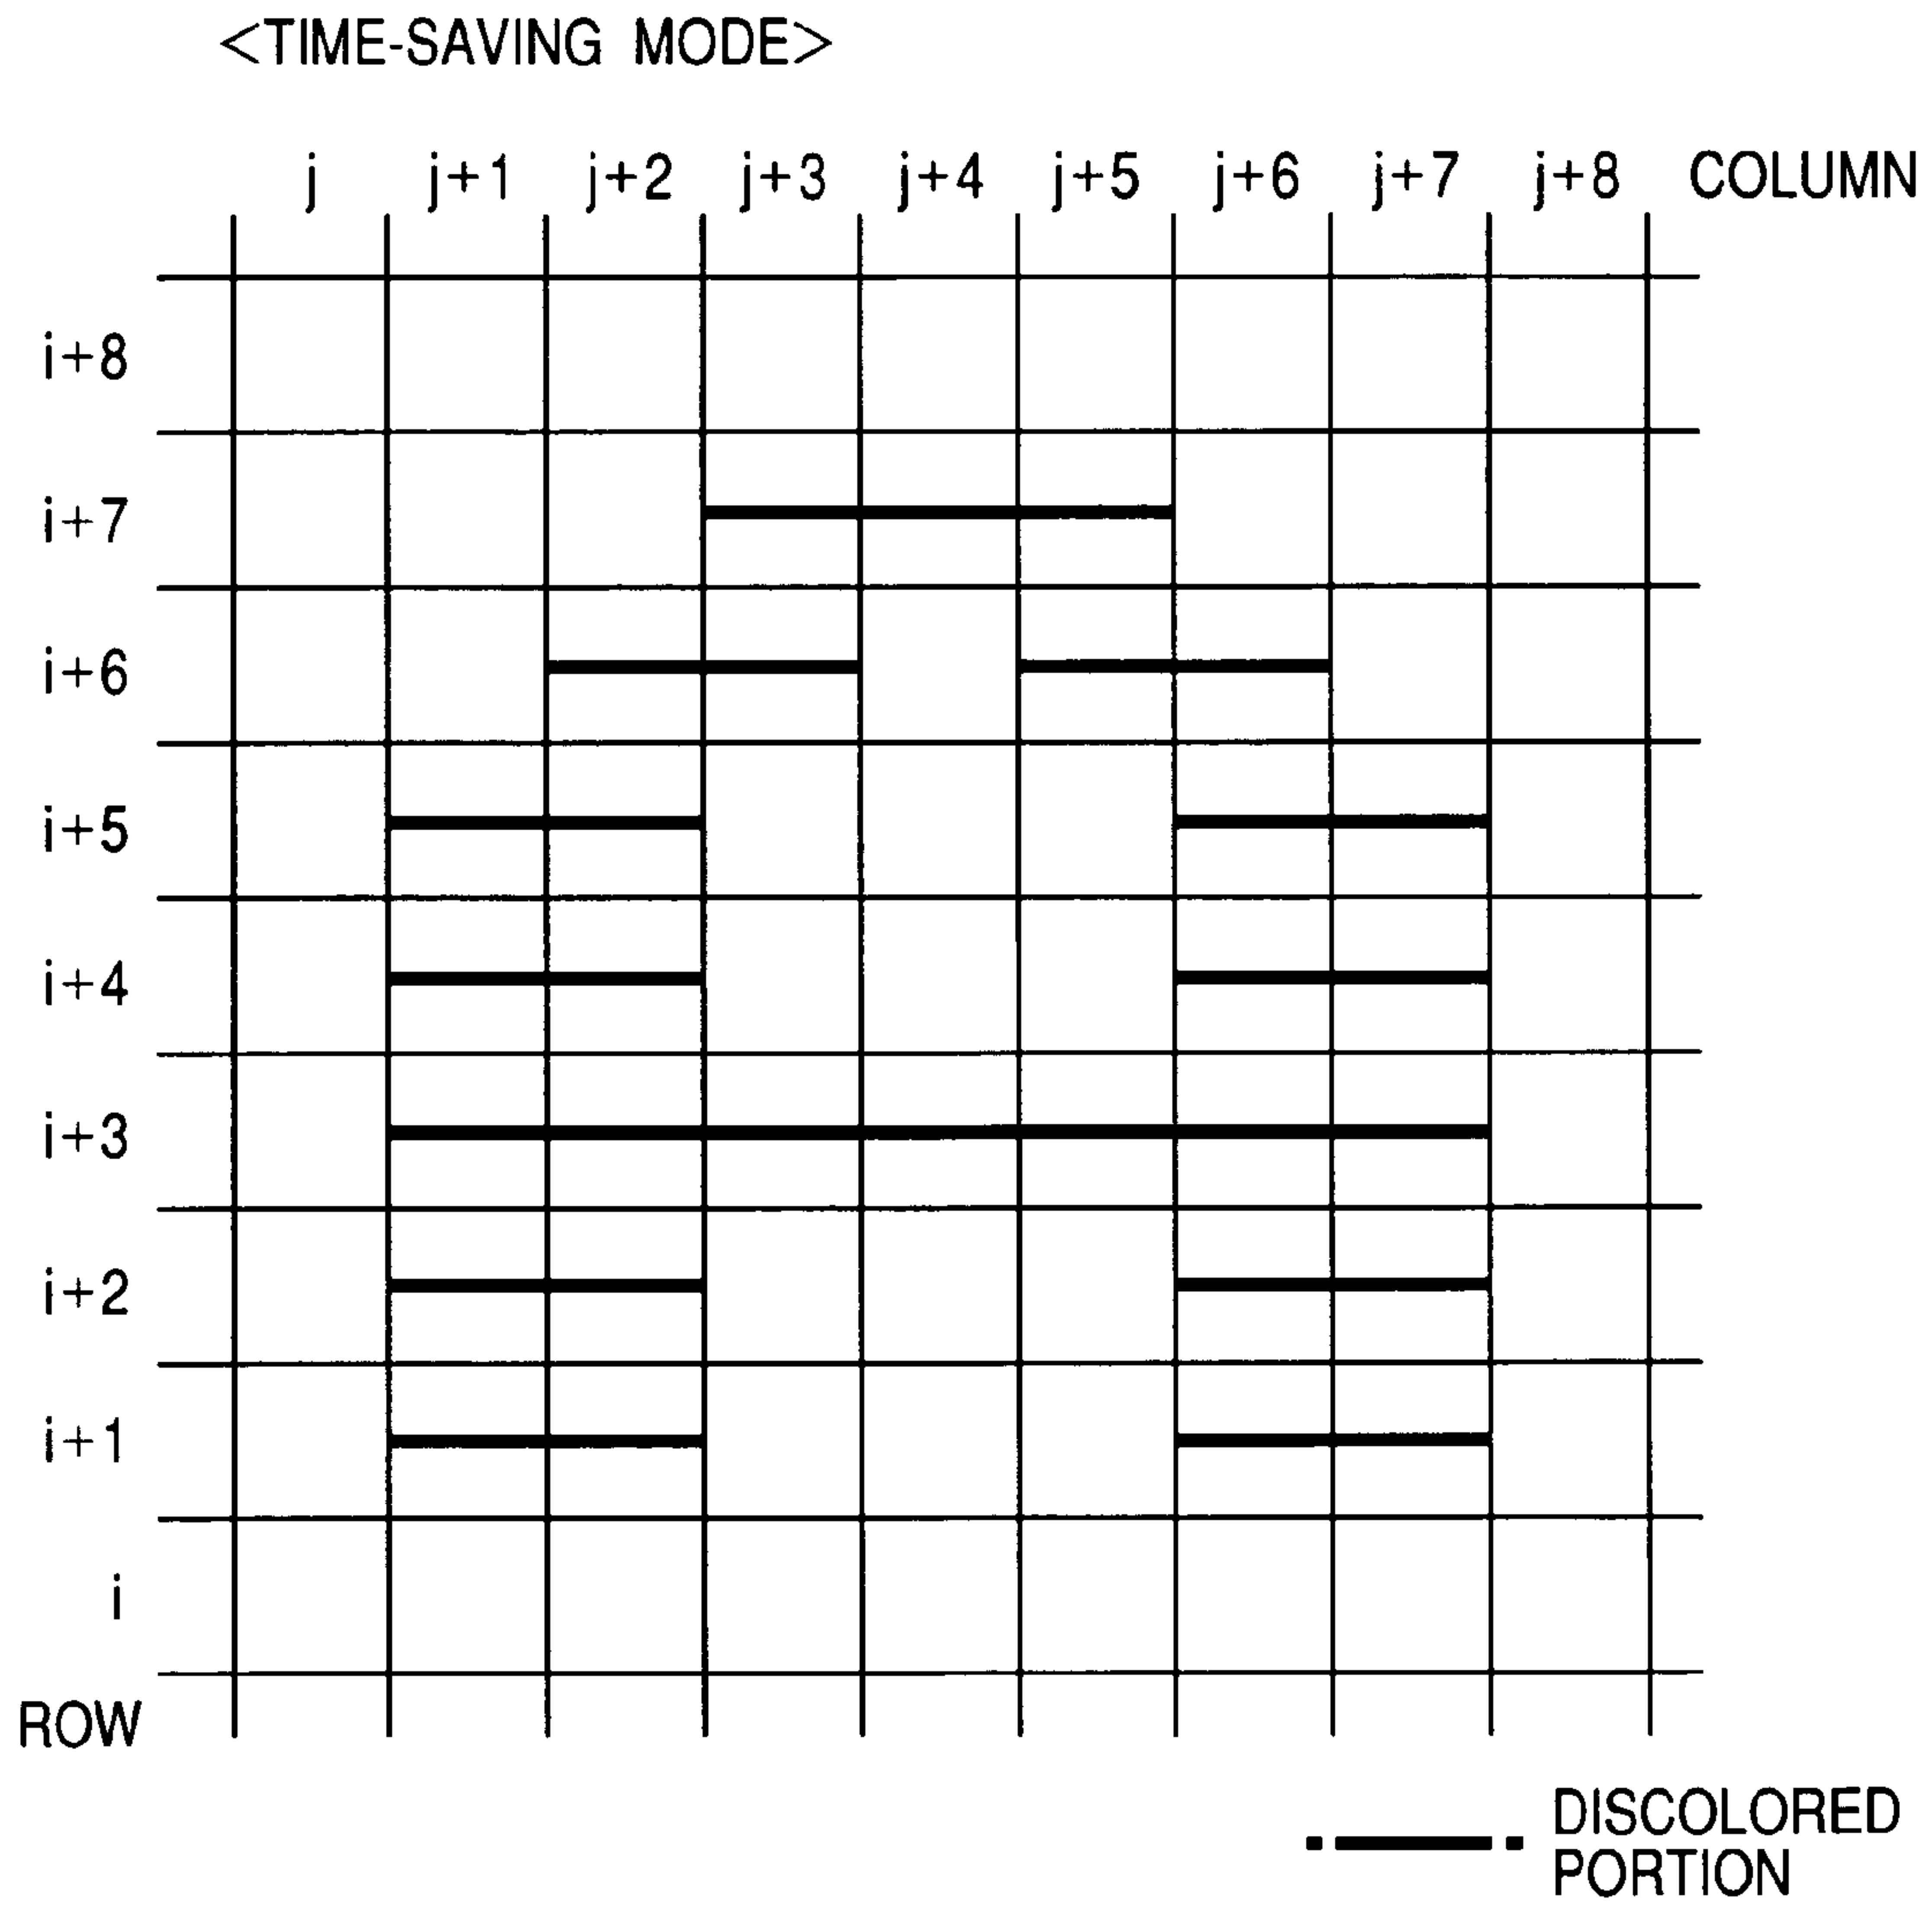 <TIME-SAVING MODE>
j j+1 j+2 j+3 j+4 j+5 j+6 j+7 j+8 COLUMN
i+8
i+7
i+6
i+5
i+4
i+3
i+2
i+1
i
ROW
DISCOLORED
PORTION